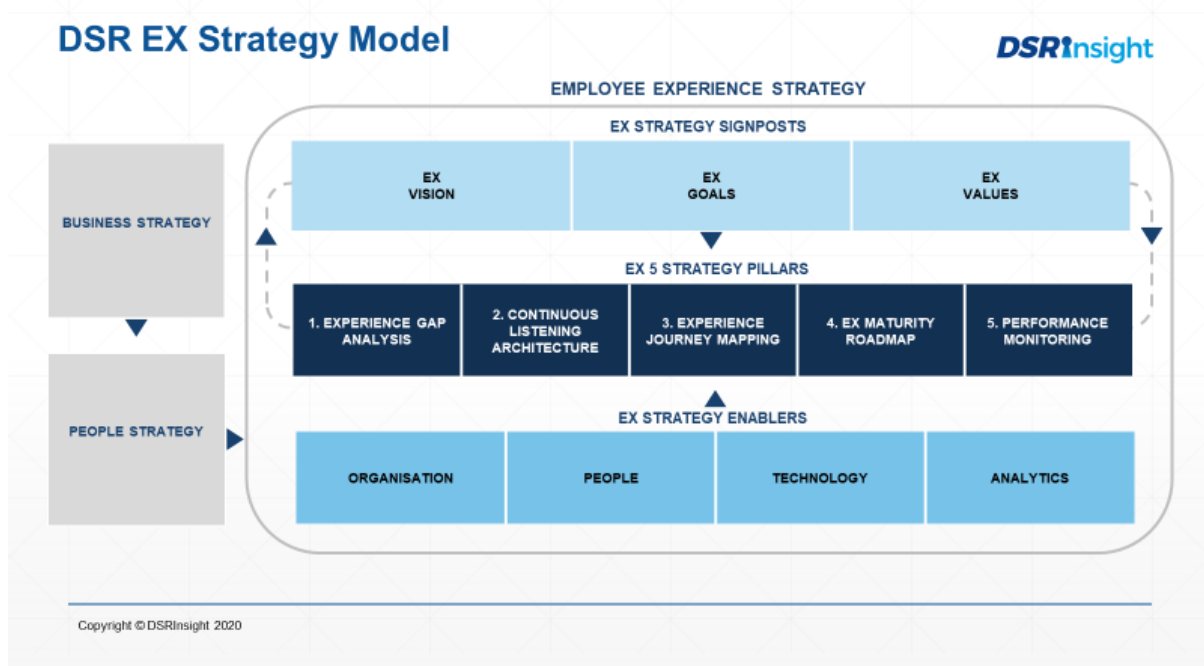 DSR EX Strategy Model
DSRInsight
EMPLOYEE EXPERIENCE STRATEGY
EX STRATEGY SIGNPOSTS
BUSINESS STRATEGY
EX
VISION
EX
GOALS
EX
VALUES
EX 5 STRATEGY PILLARS
1. EXPERIENCE GAP
ANALYSIS
2. CONTINUOUS
LISTENING
ARCHITECTURE
3. EXPERIENCE
JOURNEY MAPPING
4. EX MATURITY
ROADMAP
5. PERFORMANCE
MONITORING
PEOPLE STRATEGY
EX STRATEGY ENABLERS
ORGANISATION
PEOPLE
TECHNOLOGY
ANALYTICS
Copyright © DSRInsight 2020